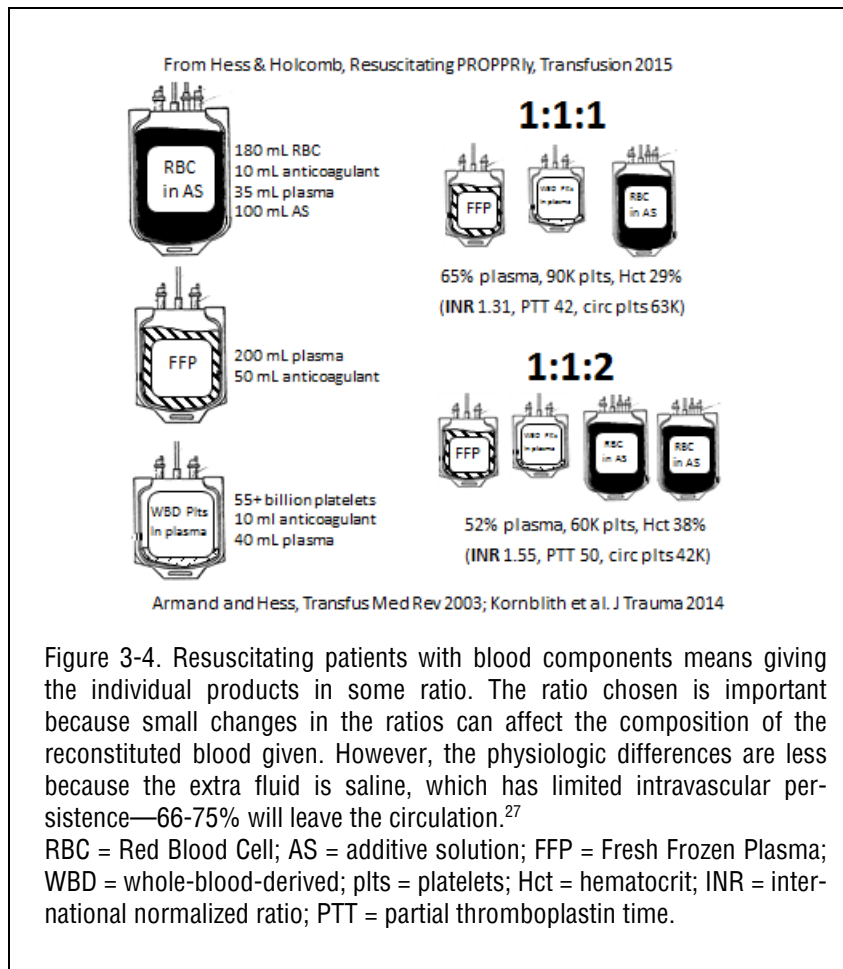 From Hess & Holcomb, Resuscitating PROPPRly, Transfusion 2015
RBC
in AS
180 mL RBC
10 mL anticoagulant
35 mL plasma
100 mL AS
FFP
200 mL plasma
50 mL anticoagulant
WBD Plts
In plasma
55+ billion platelets
10 ml anticoagulant
40 mL plasma
1:1:1
FFP
WBD
in plasma
RBC
in AS
65% plasma, 90K plts, Hct 29%
(INR 1.31, PTT 42, circ plts 63K)
1:1:2
FFP
WBD
in plasma
RBC
in AS
RBC
in AS
52% plasma, 60K plts, Hct 38%
(INR 1.55, PTT 50, circ plts 42K)
Armand and Hess, Transfus Med Rev 2003; Kornblith et al. J Trauma 2014
Figure 3-4. Resuscitating patients with blood components means giving
the individual products in some ratio. The ratio chosen is important
because small changes in the ratios can affect the composition of the
reconstituted blood given. However, the physiologic differences are less
because the extra fluid is saline, which has limited intravascular per-
sistence—66-75% will leave the circulation.27
RBC = Red Blood Cell; AS = additive solution; FFP = Fresh Frozen Plasma;
WBD = whole-blood-derived; plts = platelets; Hct = hematocrit; INR = inter-
national normalized ratio; PTT = partial thromboplastin time.